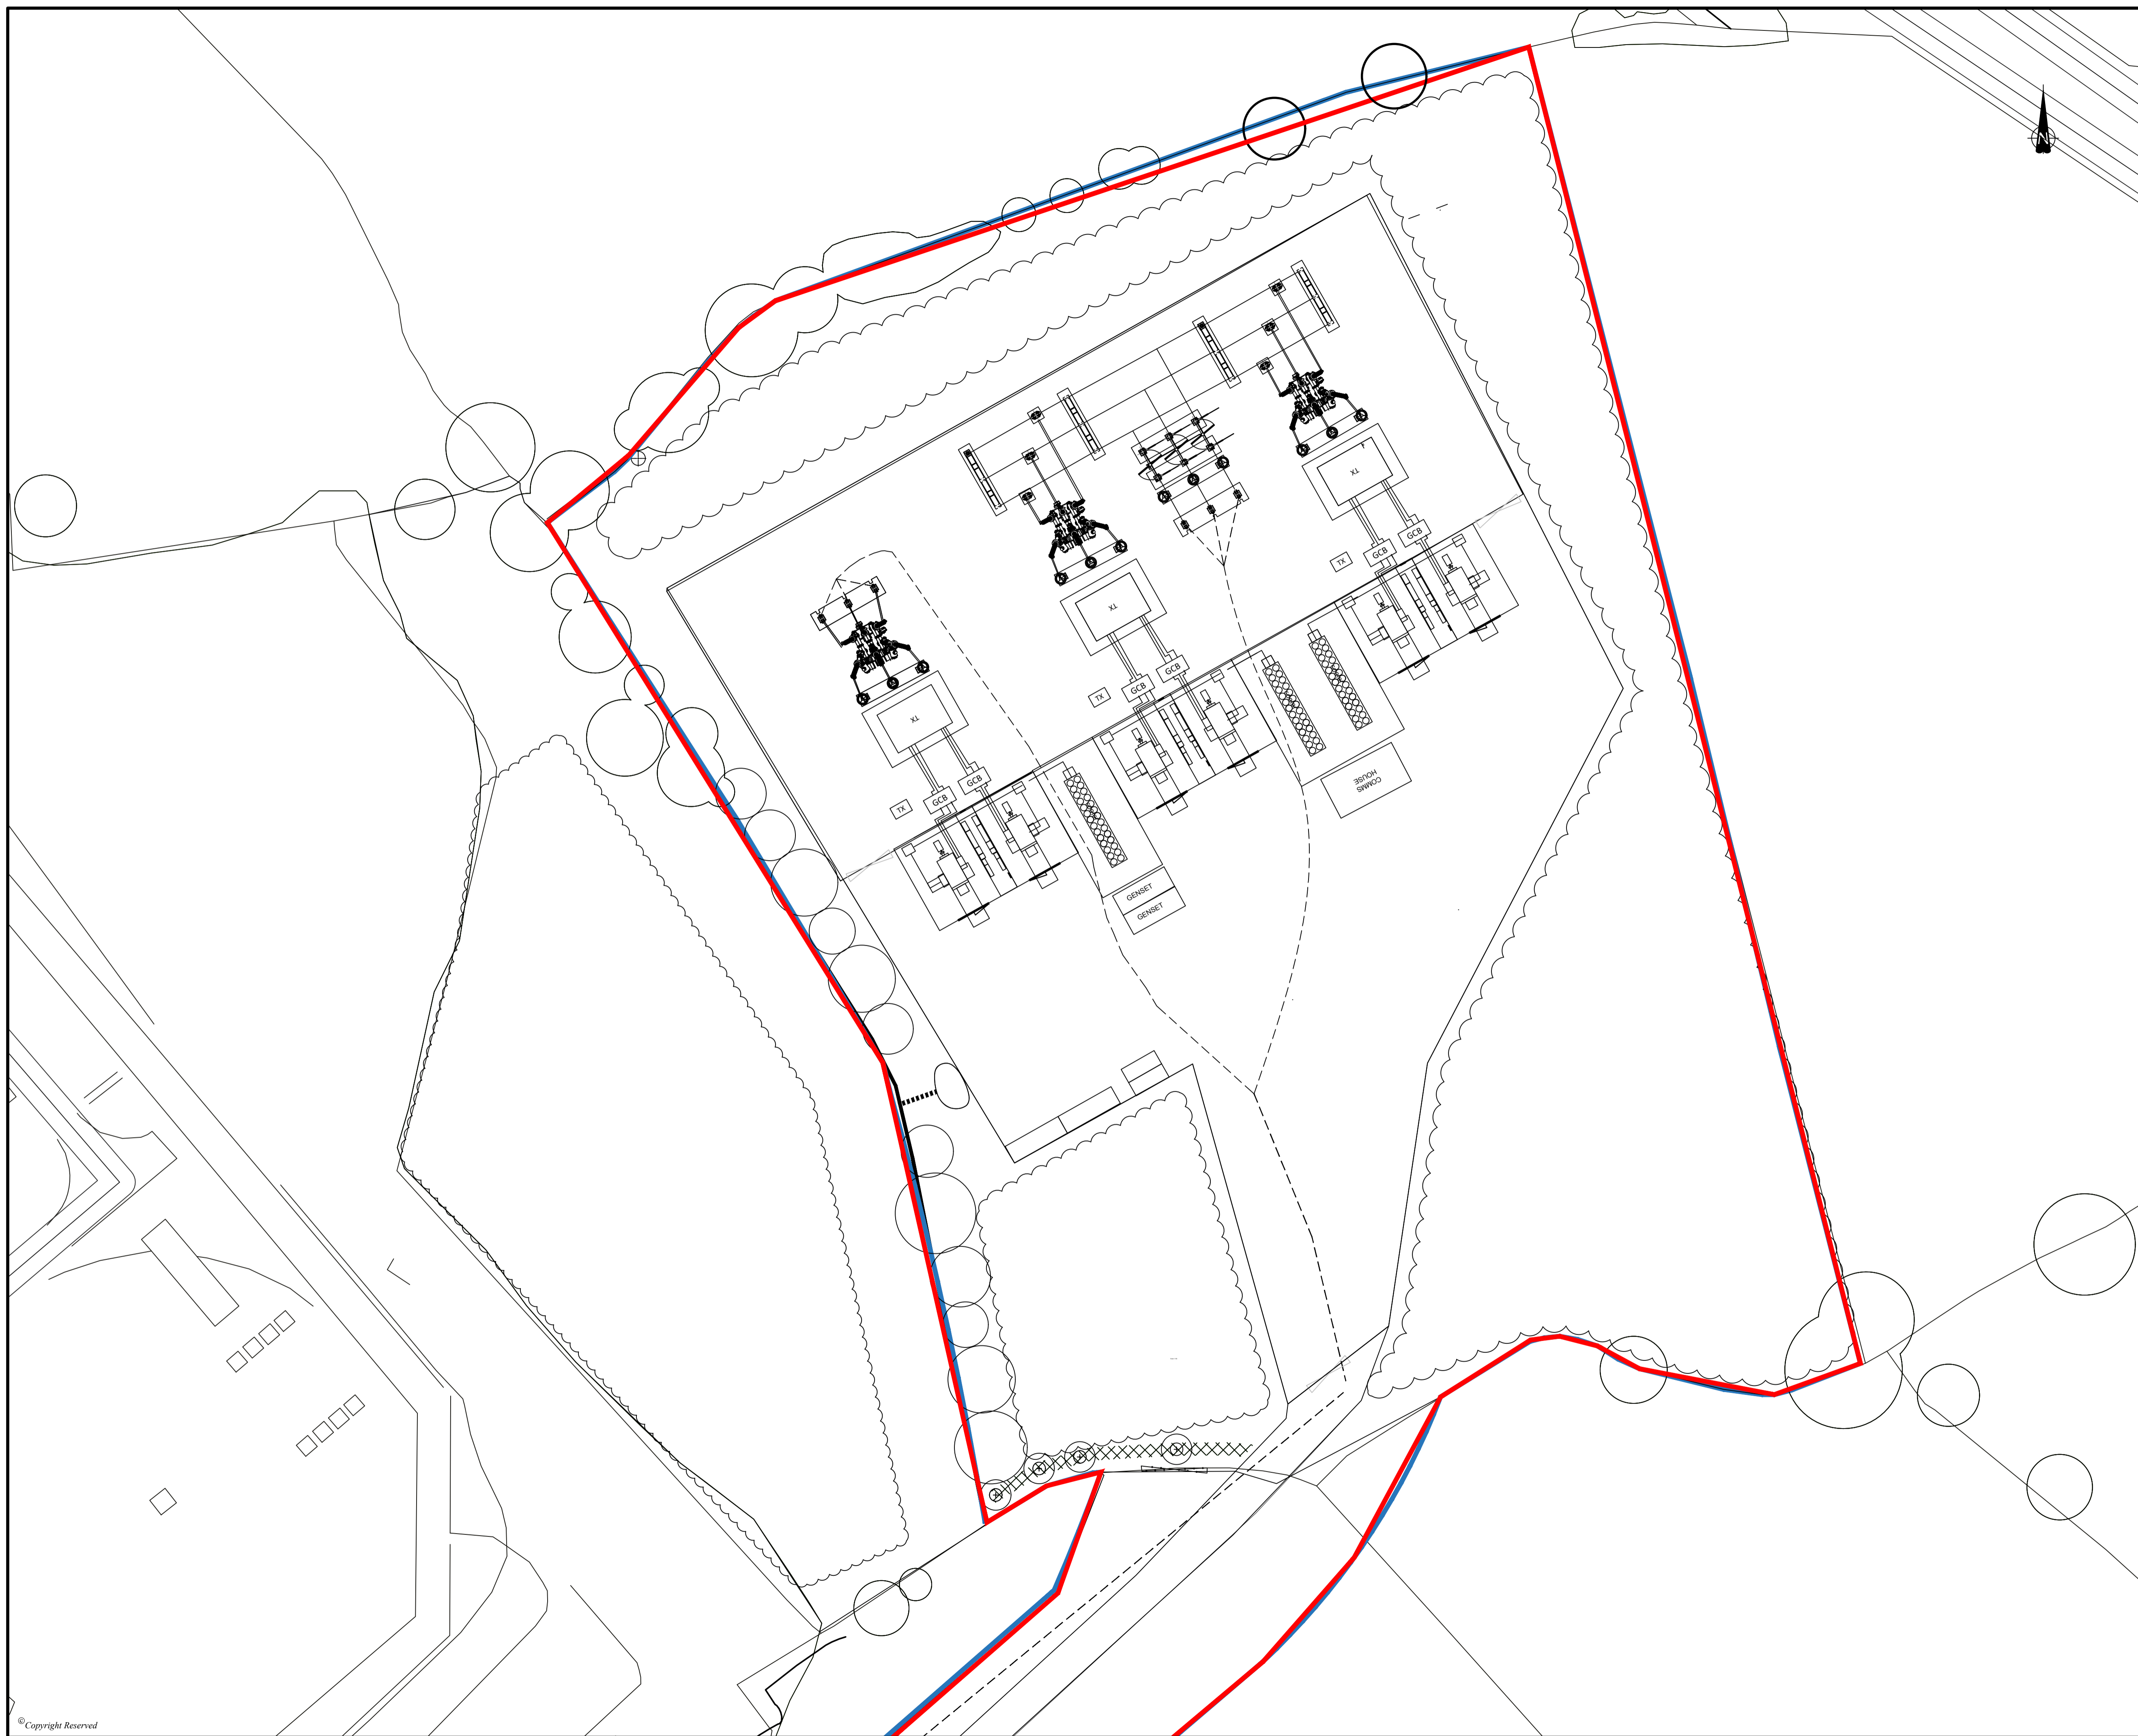 N
TX
GCB
GCB
TX
TX
GCB
GCB
TX
COMMS
HOUSE
TX
GCB
GCB
TX
GENSET
GENSET
© Copyright Reserved